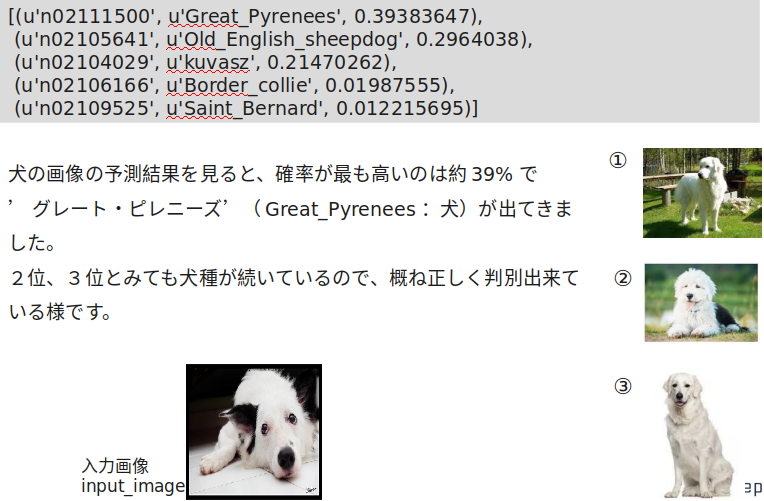 [(u'n02111500', u'Great_Pyrenees', 0.39383647),
(u'n02105641', u'Old_English_sheepdog', 0.2964038),
(u'n02104029', u'kuvasz', 0.21470262),
(u'n02106166', u'Border_collie', 0.01987555),
(u'n02109525', u'Saint_Bernard', 0.012215695)]
犬の画像の予測結果を見ると、確率が最も高いのは約 39% で
’ グレート・ピレニーズ’ （ Great_Pyrenees： 犬）が出てきま
した。
２位、３位とみても犬種が続いているので、概ね正しく判別出来て
いる様です。
①
②
③
入力画像
input_image
ep